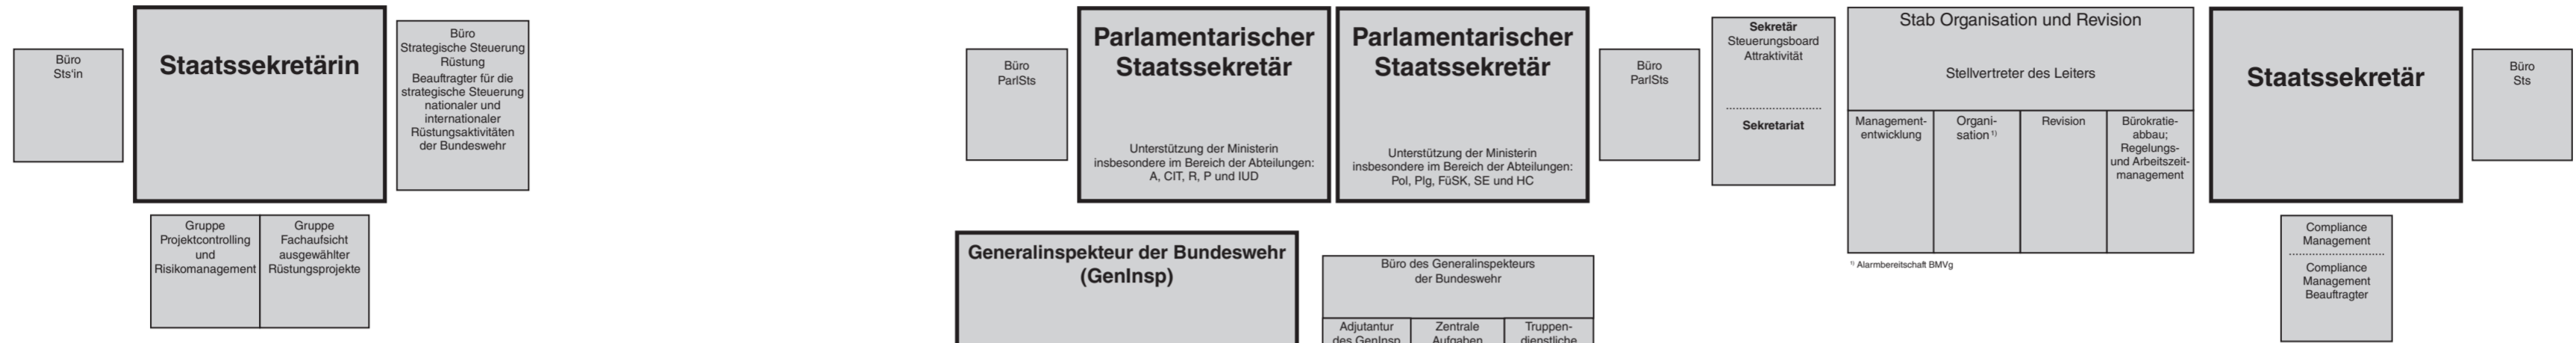 Büro
Sts'in
Staatssekretärin
Büro
Strategische Steuerung
Rüstung
Beauftragter für die
strategische Steuerung
nationaler und
internationaler
Rüstungsaktivitäten
der Bundeswehr
Gruppe
Projektcontrolling
und
Risikomanagement
Gruppe
Fachaufsicht
ausgewählter
Rüstungsprojekte
Büro
ParlSts
Parlamentarischer
Staatssekretär
Unterstützung der Ministerin
insbesondere im Bereich der Abteilungen:
A, CIT, R, P und IUD
Parlamentarischer
Staatssekretär
Unterstützung der Ministerin
insbesondere im Bereich der Abteilungen:
Pol, Plg, FüSK, SE und HC
Büro
ParlSts
Sekretär
Steuerungsboard
Attraktivität
Sekretariat
Stab Organisation und Revision
Stellvertreter des Leiters
Management-
entwicklung
Organi-
sation 1)
Revision
Bürokratie-
abbau;
Regelungs-
und Arbeitszeit-
management
1) Alarmbereitschaft BMVg
Staatssekretär
Büro
Sts
Compliance
Management
Compliance
Management
Beauftragter
Generalinspekteur der Bundeswehr
(GenInsp)
Büro des Generalinspekteurs
der Bundeswehr
Adjutantur
des GenInsp
Zentrale
Aufgaben
Truppen-
dienstliche